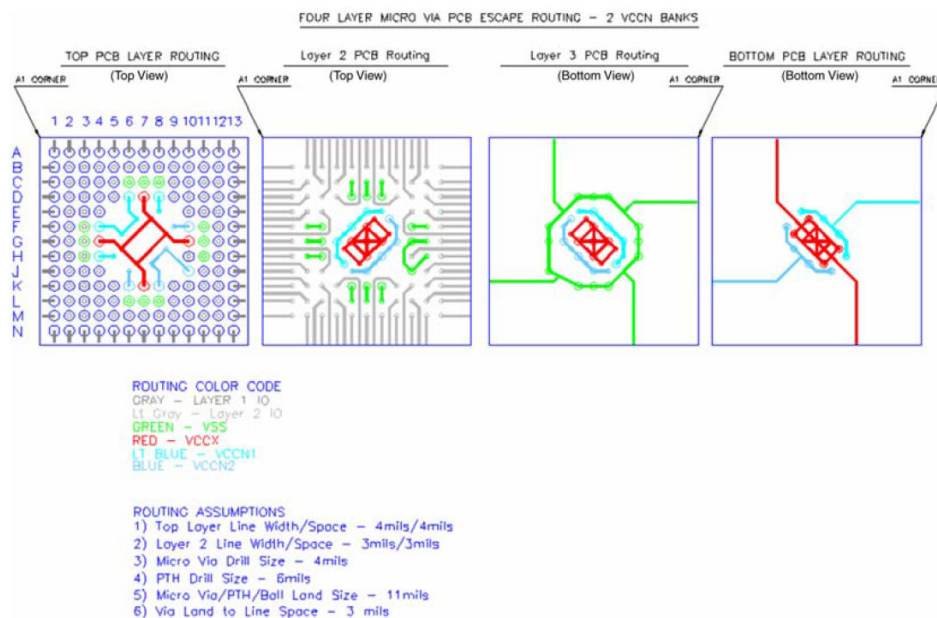 FOUR LAYER MICRO VIA PCB ESCAPE ROUTING - 2 VCCN BANKS
TOP PCB LAYER ROUTING
(Top View)
Layer 2 PCB Routing
(Top View)
Layer 3 PCB Routing
(Bottom View)
BOTTOM PCB LAYER ROUTING
(Bottom View)
A1 CORNER
A1 CORNER
A1 CORNER
A1 CORNER
1 2 3 4 5 6 7 8 9 10 11 12 13
A
B
C
D
E
F
G
H
J
K
L
M
N
ROUTING COLOR CODE
GRAY - LAYER 1 IO
Lt Gray - Layer 2 IO
GREEN - VSS
RED - VCCX
LT BLUE - VCCN1
BLUE - VCCN2
ROUTING ASSUMPTIONS
1) Top Layer Line Width/Space - 4mils/4mils
2) Layer 2 Line Width/Space - 3mils/3mils
3) Micro Via Drill Size - 4mils
4) PTH Drill Size - 6mils
5) Micro Via/PTH/Ball Land Size - 11mils
6) Via Land to Line Space - 3 mils